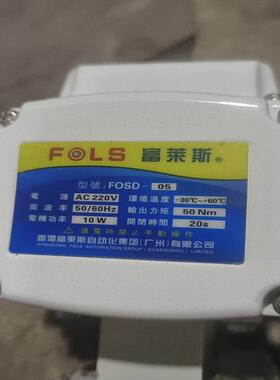 FOLS 富莱斯®
型號:FOSD - 05
電源 AC 220V 環境温度 -30℃~+60℃
周波率 50/60Hz 輸出力矩 50 Nm
電機功率 10 W 開閉時間 20s
⚠ 通電時禁止手動操作
香港富莱斯自动化集团(广州)有限公司
HONGKONG FOLS AUTOMATION GROUP (GUANGZHOU) LIMITED